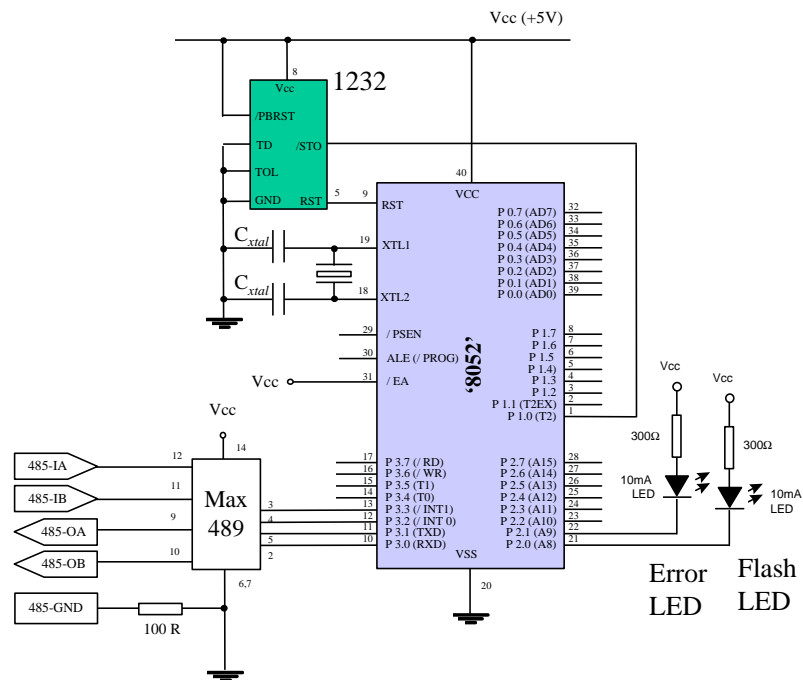 Vcc (+5V)
1232
8
Vcc
/PBRST
TD
/STO
TOL
GND
RST
5
9
RST
40
VCC
C xtal
19
XTL1
C xtal
18
XTL2
29
/ PSEN
30
ALE (/ PROG)
Vcc
31
/ EA
'8052'
P 0.7 (AD7)
32
P 0.6 (AD6)
33
P 0.5 (AD5)
34
P 0.4 (AD4)
35
P 0.3 (AD3)
36
P 0.2 (AD2)
37
P 0.1 (AD1)
38
P 0.0 (AD0)
39
P 1.7
8
P 1.6
7
P 1.5
6
P 1.4)
5
P 1.3
4
P 1.2
3
P 1.1 (T2EX)
2
P 1.0 (T2)
1
17
P 3.7 (/ RD)
16
P 3.6 (/ WR)
15
P 3.5 (T1)
14
P 3.4 (T0)
13
P 3.3 (/ INT1)
12
P 3.2 (/ INT 0)
11
P 3.1 (TXD)
10
P 3.0 (RXD)
P 2.7 (A15)
28
P 2.6 (A14)
27
P 2.5 (A13)
26
P 2.4 (A12)
25
P 2.3 (A11)
24
P 2.2 (A10)
23
P 2.1 (A9)
22
P 2.0 (A8)
21
VSS
20
Vcc
14
Max
489
485-IA
12
485-IB
11
485-OA
9
485-OB
10
485-GND
100 R
3
4
5
2
6,7
Vcc
300Ω
10mA
LED
Error
LED
Vcc
300Ω
10mA
LED
Flash
LED